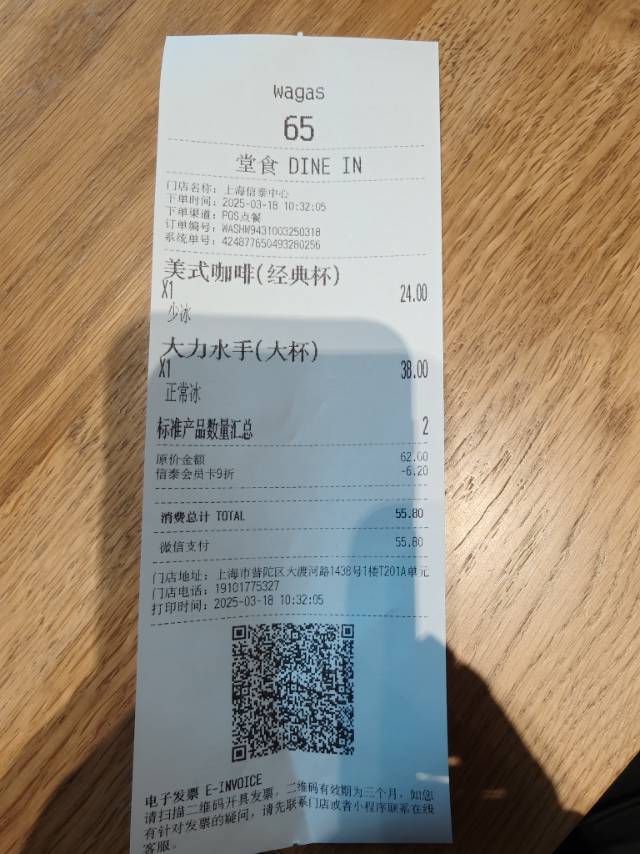 wagas
65
堂食 DINE IN
门店名称: 上海信泰中心
下单时间: 2025-03-18 10:32:05
下单渠道: POS点餐
订单编号: WASHW9431003250318
系统单号: 424877650493280256
美式咖啡(经典杯)
X1 24.00
少冰
大力水手(大杯)
X1 38.00
正常冰
标准产品数量汇总 2
原价金额 62.00
信泰会员卡9折 -6.20
消费总计 TOTAL 55.80
微信支付 55.80
门店地址: 上海市普陀区大渡河路1438号1楼T201A单元
门店电话: 19101775327
打印时间: 2025-03-18 10:32:05
电子发票 E-INVOICE
请扫描二维码开具发票, 二维码有效期为三个月, 如您
有针对发票的疑问, 请先联系门店或者小程序联系在线
客服。